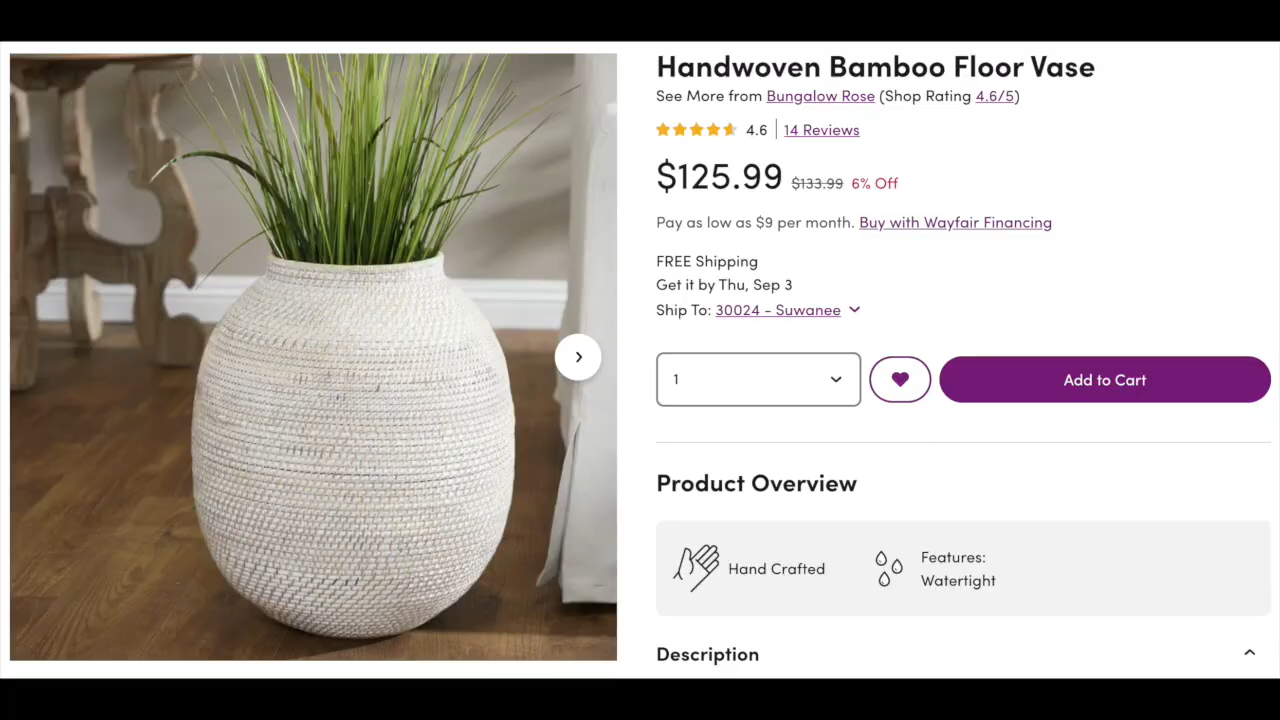 Handwoven Bamboo Floor Vase
See More from Bungalow Rose (Shop Rating 4.6/5)
4.6 14 Reviews
$125.99 $133.99 6% Off
Pay as low as $9 per month. Buy with Wayfair Financing
FREE Shipping
Get it by Thu, Sep 3
Ship To: 30024 - Suwanee
1
Add to Cart
Product Overview
Hand Crafted
Features:
Watertight
Description